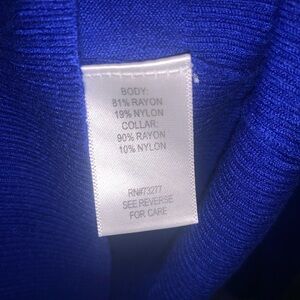 BODY:
81% RAYON
19% NYLON
COLLAR:
90% RAYON
10% NYLON
RN#73277
SEE REVERSE
FOR CARE